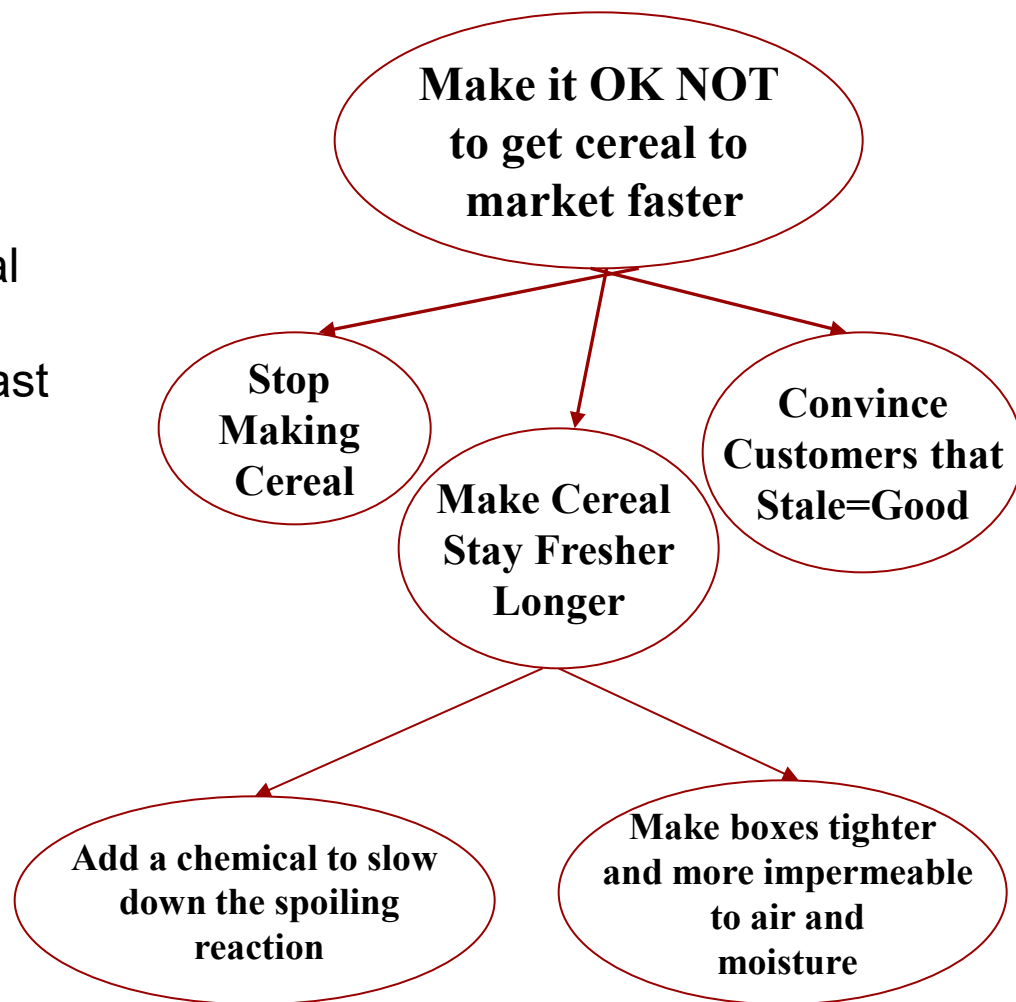 Make it OK NOT
to get cereal to
market faster
al
ast
Stop
Making
Cereal
Make Cereal
Stay Fresher
Longer
Convince
Customers that
Stale=Good
Add a chemical to slow
down the spoiling
reaction
Make boxes tighter
and more impermeable
to air and
moisture